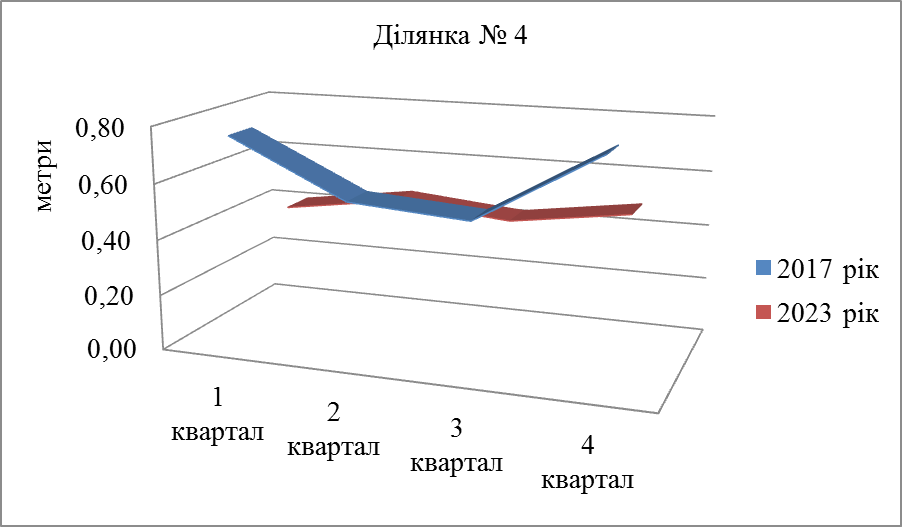 Ділянка № 4
метри
0,80
0,60
0,40
0,20
0,00
1
квартал
2
квартал
3
квартал
4
квартал
2017 рік
2023 рік